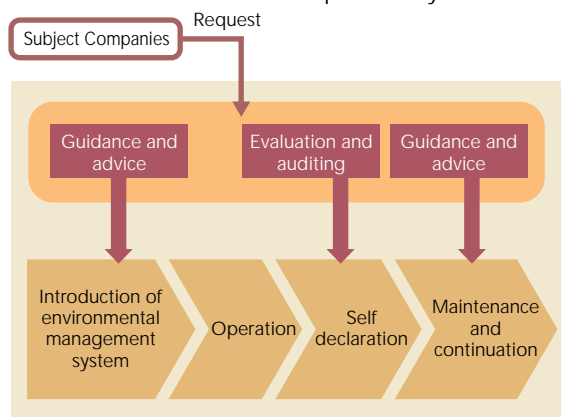 Request
Subject Companies
Guidance and
advice
Evaluation and
auditing
Guidance and
advice
Introduction of
environmental
management
system
Operation
Self
declaration
Maintenance
and
continuation